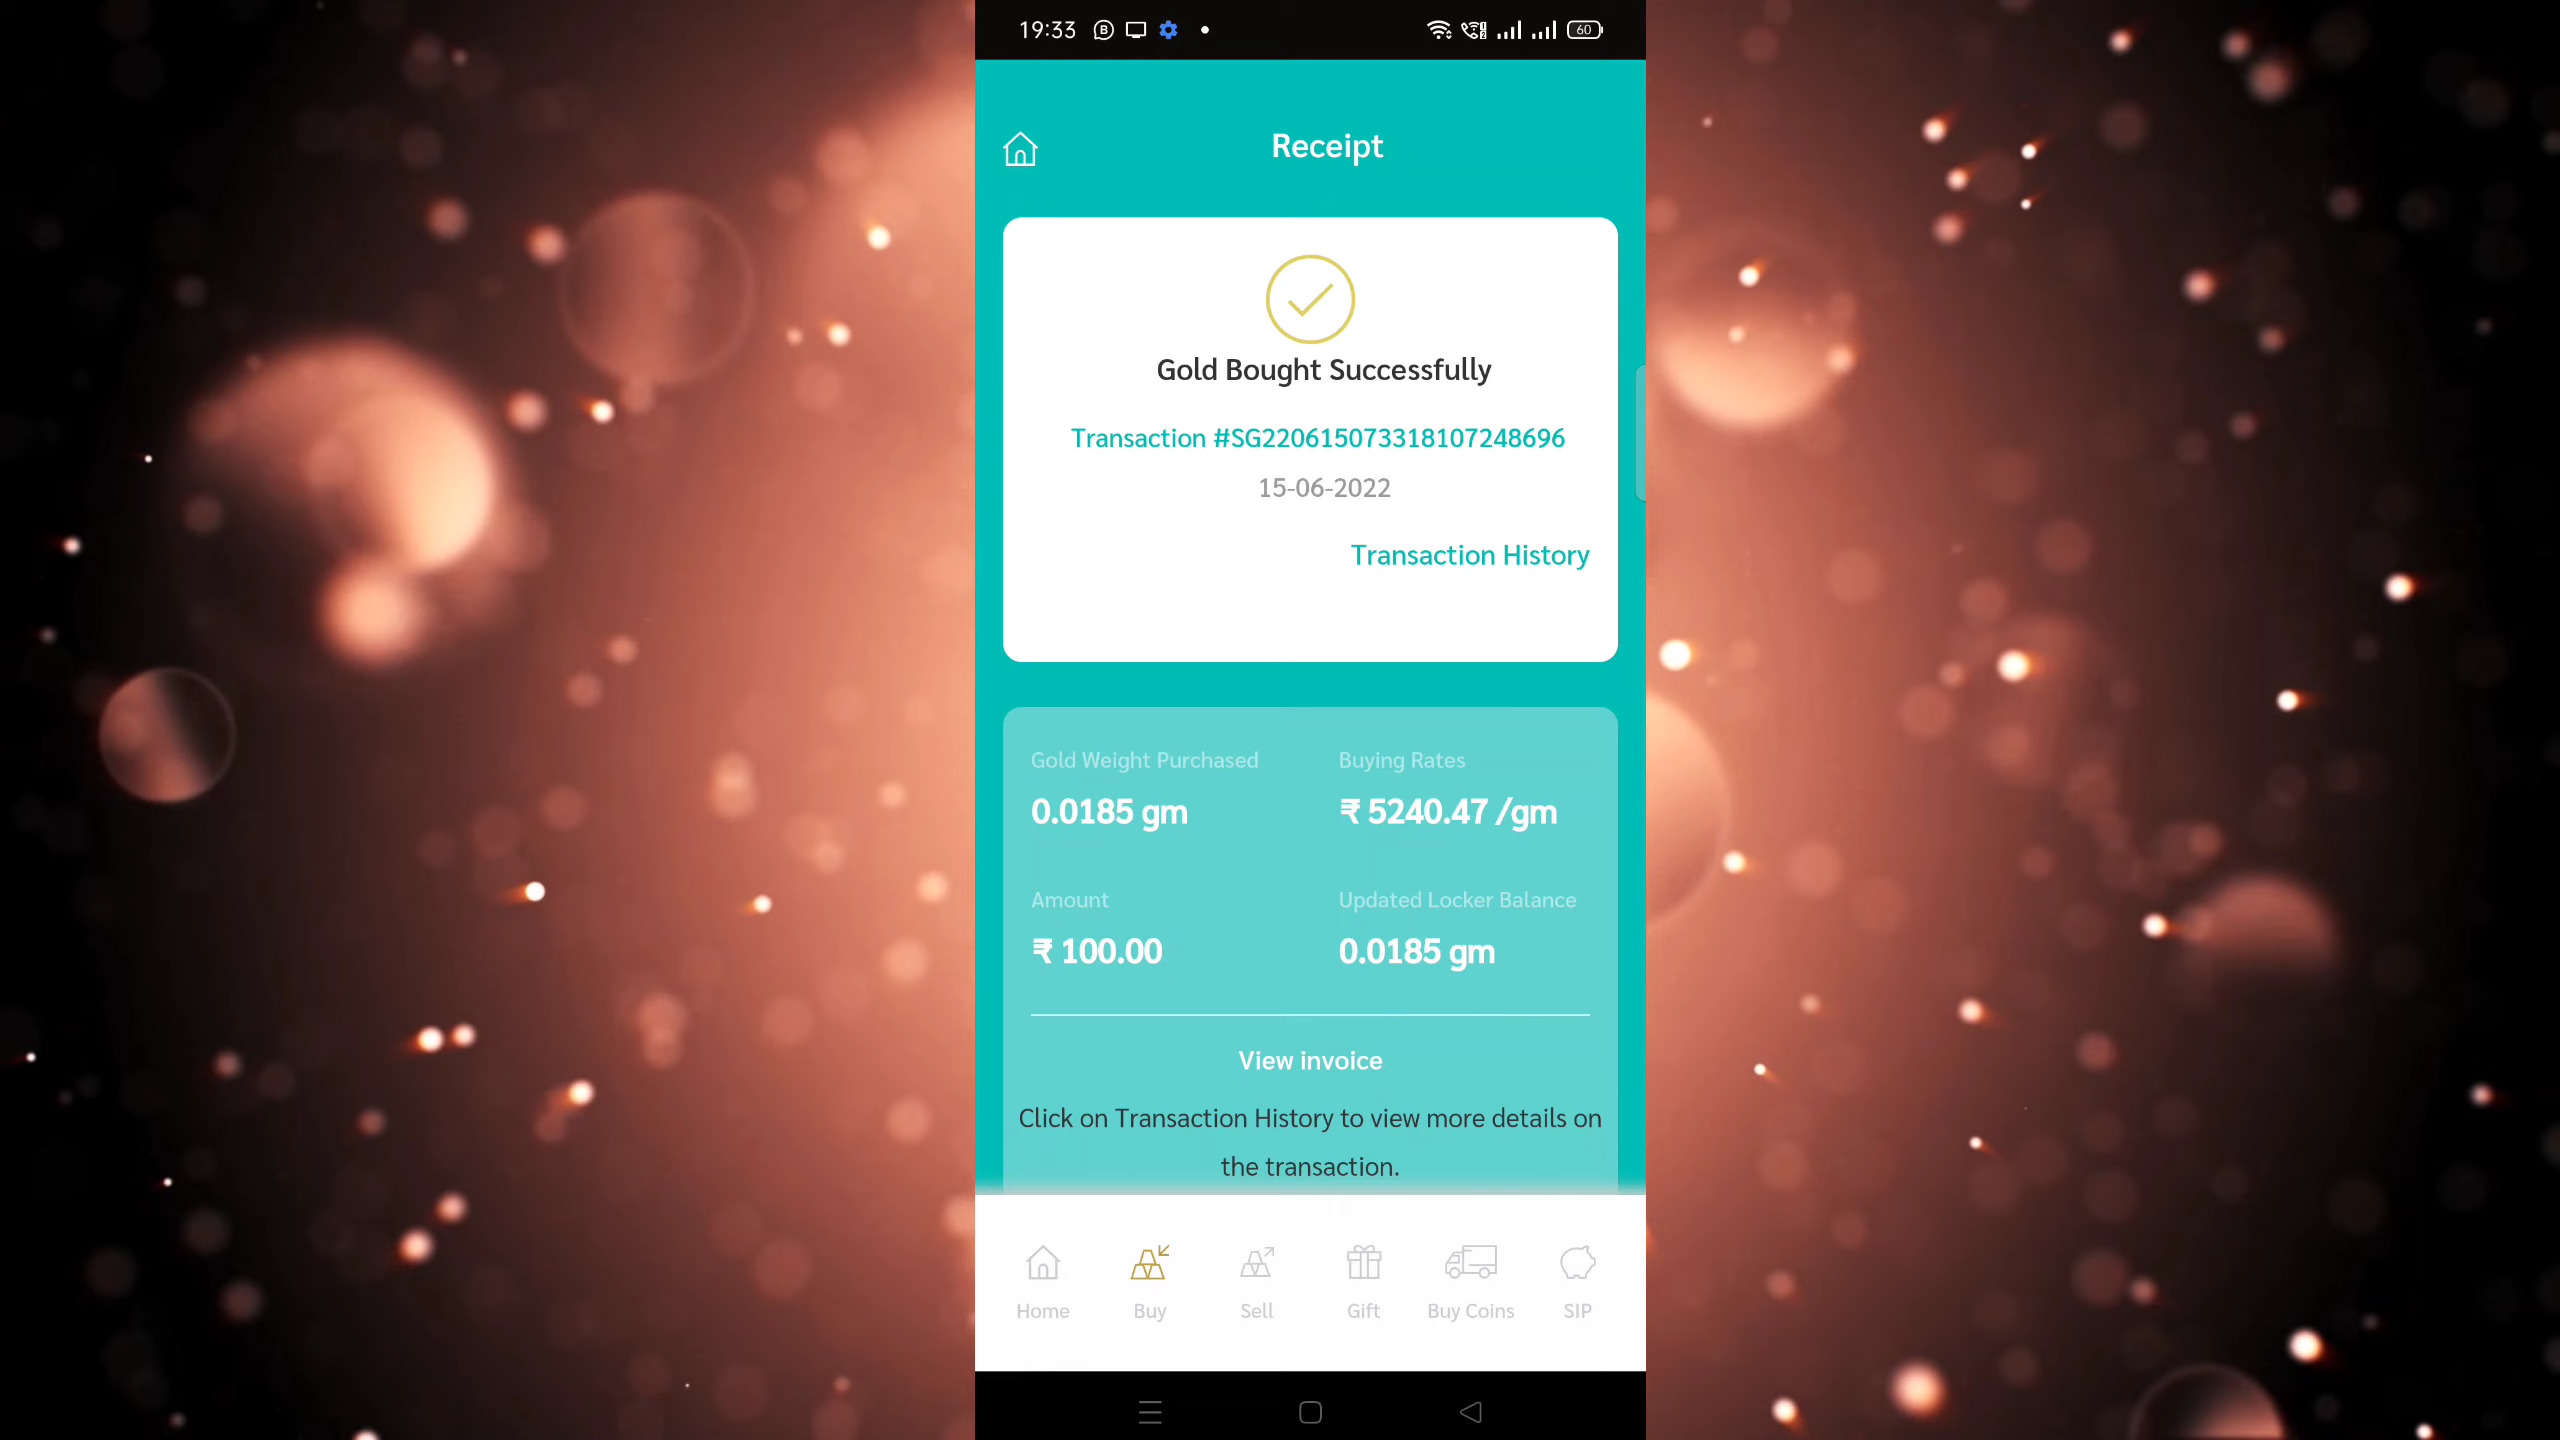 19:33
60
Receipt
Gold Bought Successfully
Transaction #SG220615073318107248696
15-06-2022
Transaction History
Gold Weight Purchased
Buying Rates
0.0185 gm
₹ 5240.47 /gm
Amount
Updated Locker Balance
₹ 100.00
0.0185 gm
View invoice
Click on Transaction History to view more details on
the transaction.
Home
Buy
Sell
Gift
Buy Coins
SIP